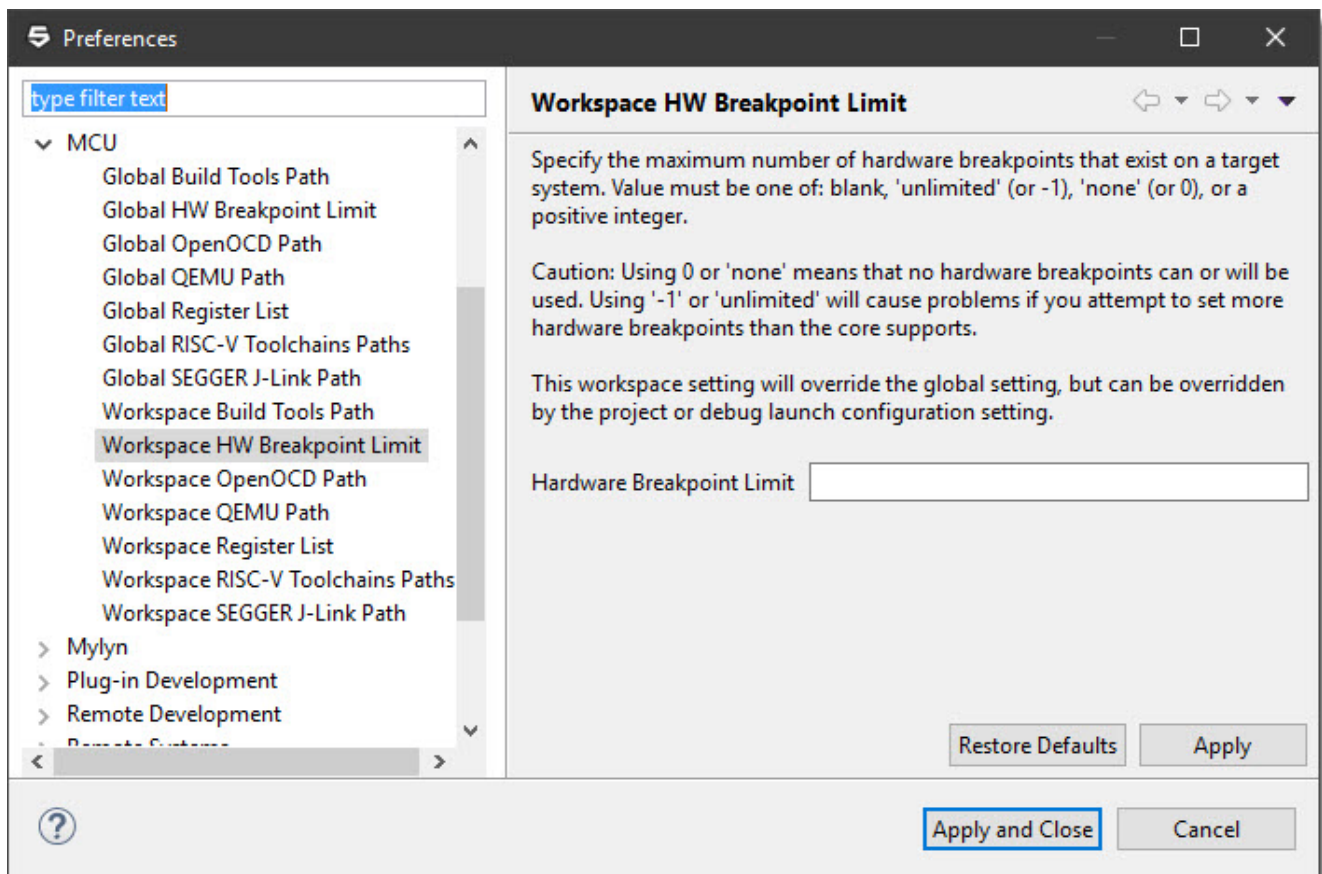 Preferences
type filter text
MCU
Global Build Tools Path
Global HW Breakpoint Limit
Global OpenOCD Path
Global QEMU Path
Global Register List
Global RISC-V Toolchains Paths
Global SEGGER J-Link Path
Workspace Build Tools Path
Workspace HW Breakpoint Limit
Workspace OpenOCD Path
Workspace QEMU Path
Workspace Register List
Workspace RISC-V Toolchains Paths
Workspace SEGGER J-Link Path
Mylyn
Plug-in Development
Remote Development
Workspace HW Breakpoint Limit
Specify the maximum number of hardware breakpoints that exist on a target
system. Value must be one of: blank, 'unlimited' (or -1), 'none' (or 0), or a
positive integer.
Caution: Using 0 or 'none' means that no hardware breakpoints can or will be
used. Using '-1' or 'unlimited' will cause problems if you attempt to set more
hardware breakpoints than the core supports.
This workspace setting will override the global setting, but can be overridden
by the project or debug launch configuration setting.
Hardware Breakpoint Limit
Restore Defaults
Apply
Apply and Close
Cancel